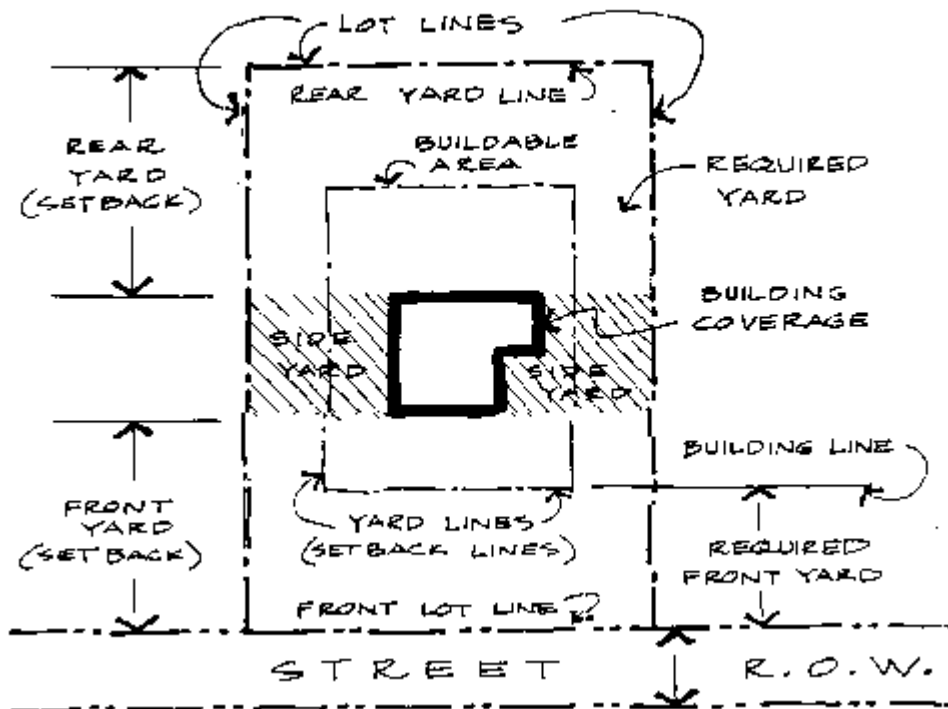 LOT LINES
REAR YARD LINE
REAR
YARD
(SETBACK)
BUILDABLE
AREA
REQUIRED
YARD
BUILDING
COVERAGE
SIDE
YARD
SIDE
YARD
BUILDING LINE
FRONT
YARD
(SETBACK)
YARD LINES
(SETBACK LINES)
REQUIRED
FRONT YARD
FRONT LOT LINE
STREET R.O.W.